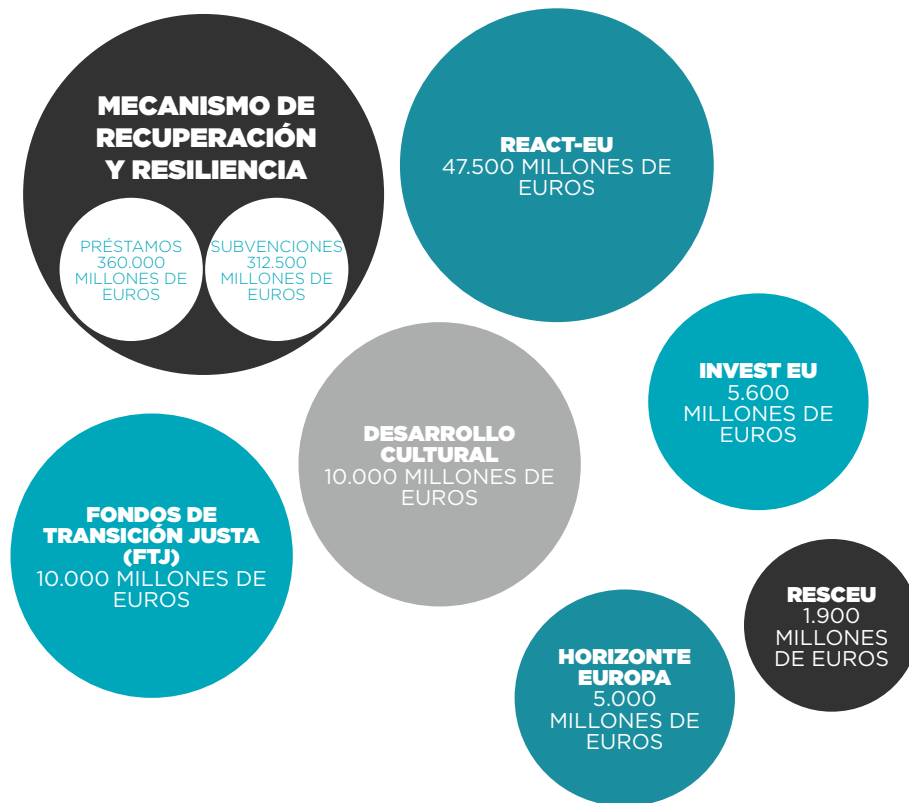 MECANISMO DE
RECUPERACIÓN
Y RESILIENCIA
PRÉSTAMOS
360.000
MILLONES DE
EUROS
SUBVENCIONES
312.500
MILLONES DE
EUROS
REACT-EU
47.500 MILLONES DE
EUROS
INVEST EU
5.600
MILLONES DE
EUROS
DESARROLLO
CULTURAL
10.000 MILLONES DE
EUROS
FONDOS DE
TRANSICIÓN JUSTA
(FTJ)
10.000 MILLONES DE
EUROS
RESCEU
1.900
MILLONES
DE EUROS
HORIZONTE
EUROPA
5.000
MILLONES DE
EUROS